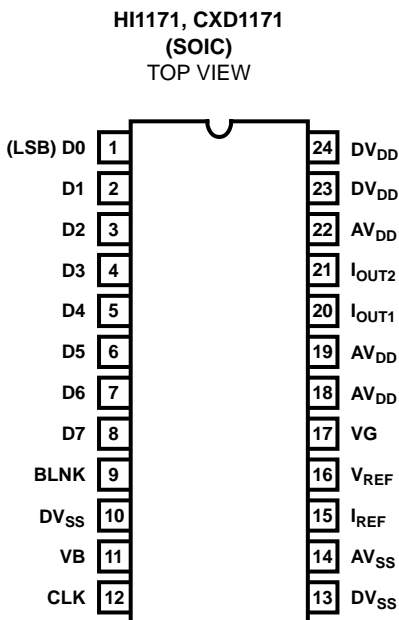 HI1171, CXD1171
(SOIC)
TOP VIEW
(LSB) D0 1 24 DVDD
D1 2 23 DVDD
D2 3 22 AVDD
D3 4 21 IOUT2
D4 5 20 IOUT1
D5 6 19 AVDD
D6 7 18 AVDD
D7 8 17 VG
BLNK 9 16 VREF
DVSS 10 15 IREF
VB 11 14 AVSS
CLK 12 13 DVSS